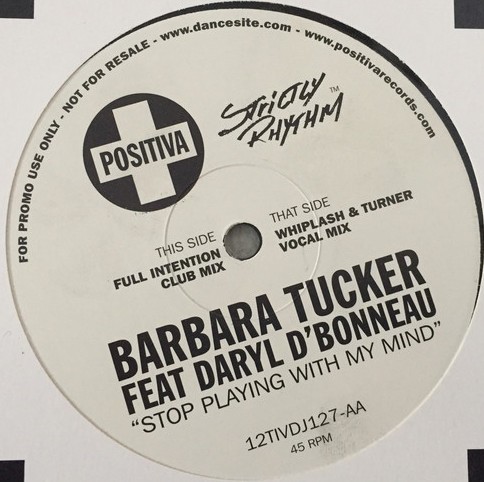 FOR PROMO USE ONLY - NOT FOR RESALE - www.dancesite.com - www.positivarecords.com
POSITIVA
STRICTLY
RHYTHM™
THIS SIDE
FULL INTENTION
CLUB MIX
THAT SIDE
WHIPLASH & TURNER
VOCAL MIX
BARBARA TUCKER
FEAT DARYL D'BONNEAU
"STOP PLAYING WITH MY MIND"
12TIVDJ127-AA
45 RPM